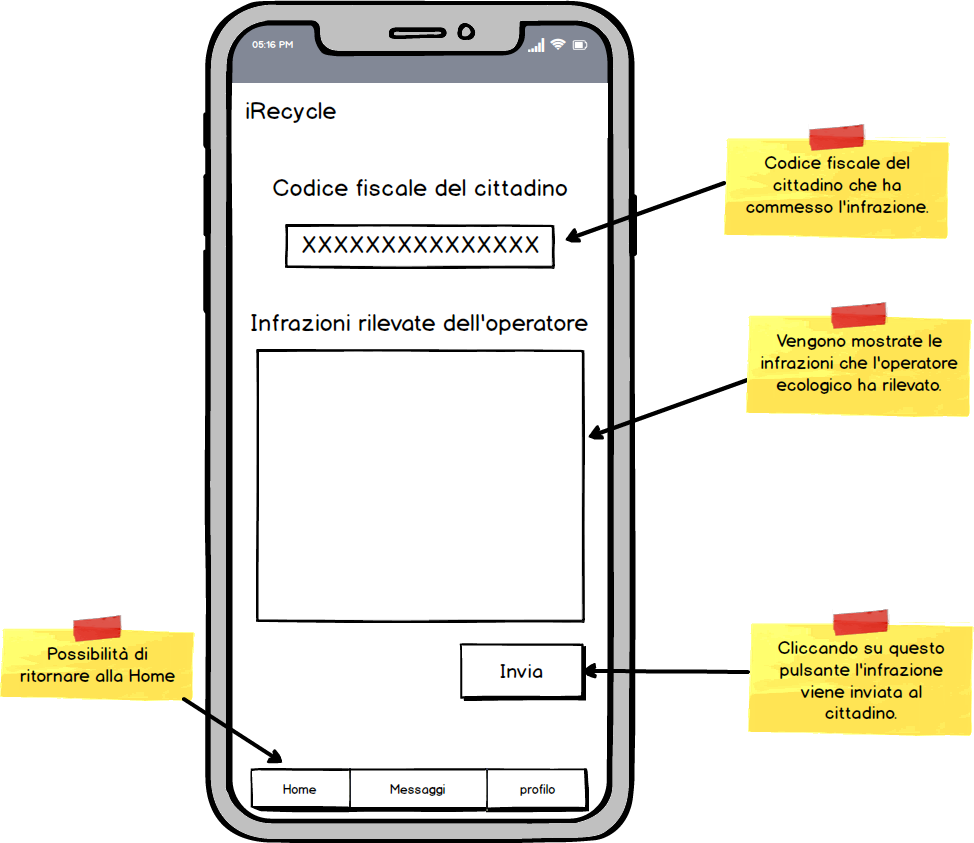 05:16 PM
iRecycle
Codice fiscale del cittadino
XXXXXXXXXXXXXXX
Infrazioni rilevate dell'operatore
Invia
Home
Messaggi
profilo
Codice fiscale del
cittadino che ha
commesso l'infrazione.
Vengono mostrate le
infrazioni che l'operatore
ecologico ha rilevato.
Cliccando su questo
pulsante l'infrazione
viene inviata al
cittadino.
Possibilità di
ritornare alla Home